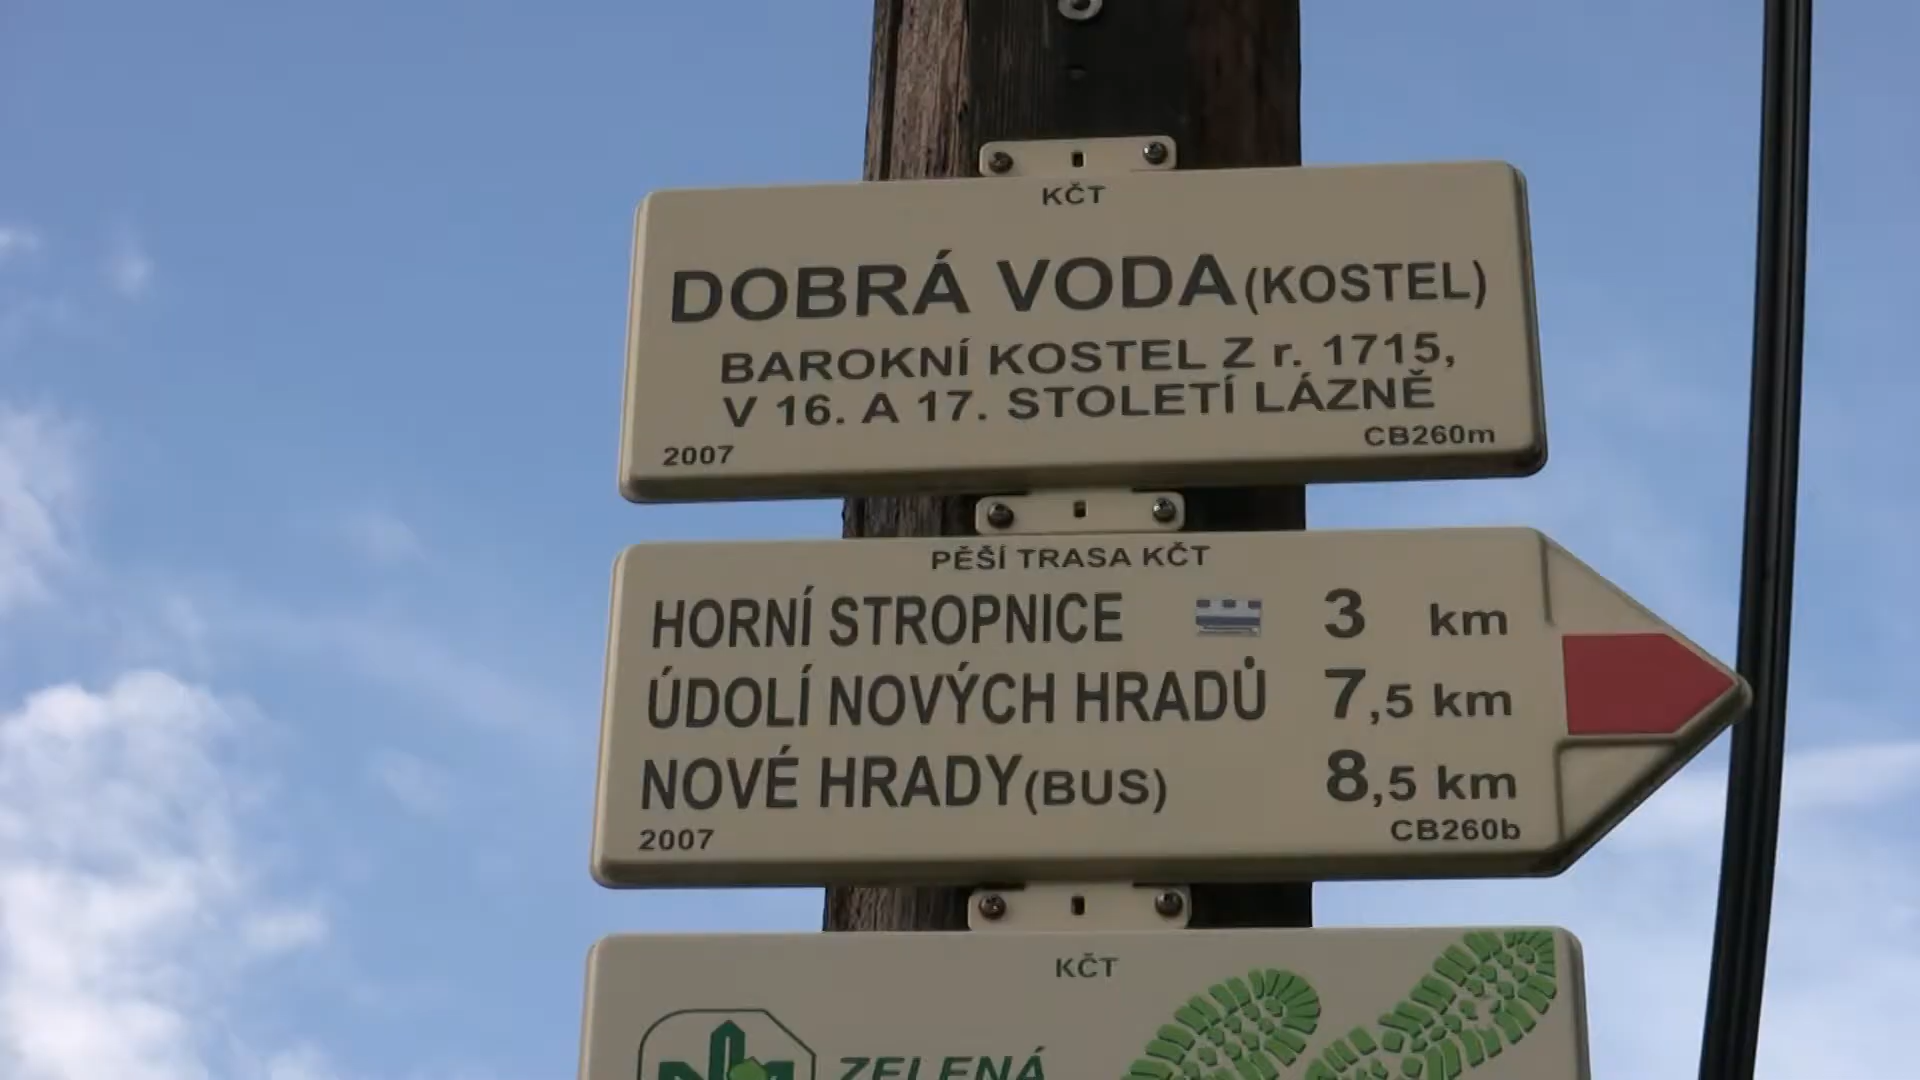 KČT
DOBRÁ VODA (KOSTEL)
BAROKNÍ KOSTEL Z r. 1715,
V 16. A 17. STOLETÍ LÁZNĚ
2007 CB260m
PĚŠÍ TRASA KČT
HORNÍ STROPNICE 3 km
ÚDOLÍ NOVÝCH HRADŮ 7,5 km
NOVÉ HRADY (BUS) 8,5 km
2007 CB260b
KČT
ZELENÁ